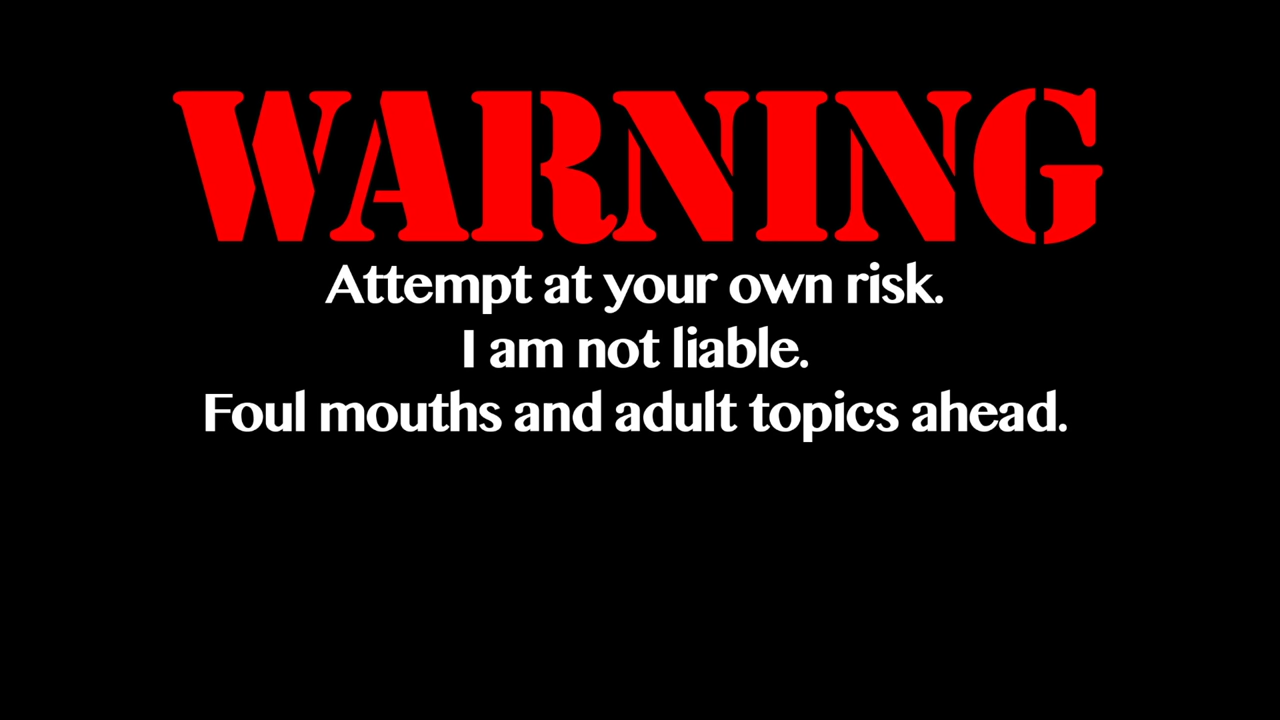 WARNING
Attempt at your own risk.
I am not liable.
Foul mouths and adult topics ahead.